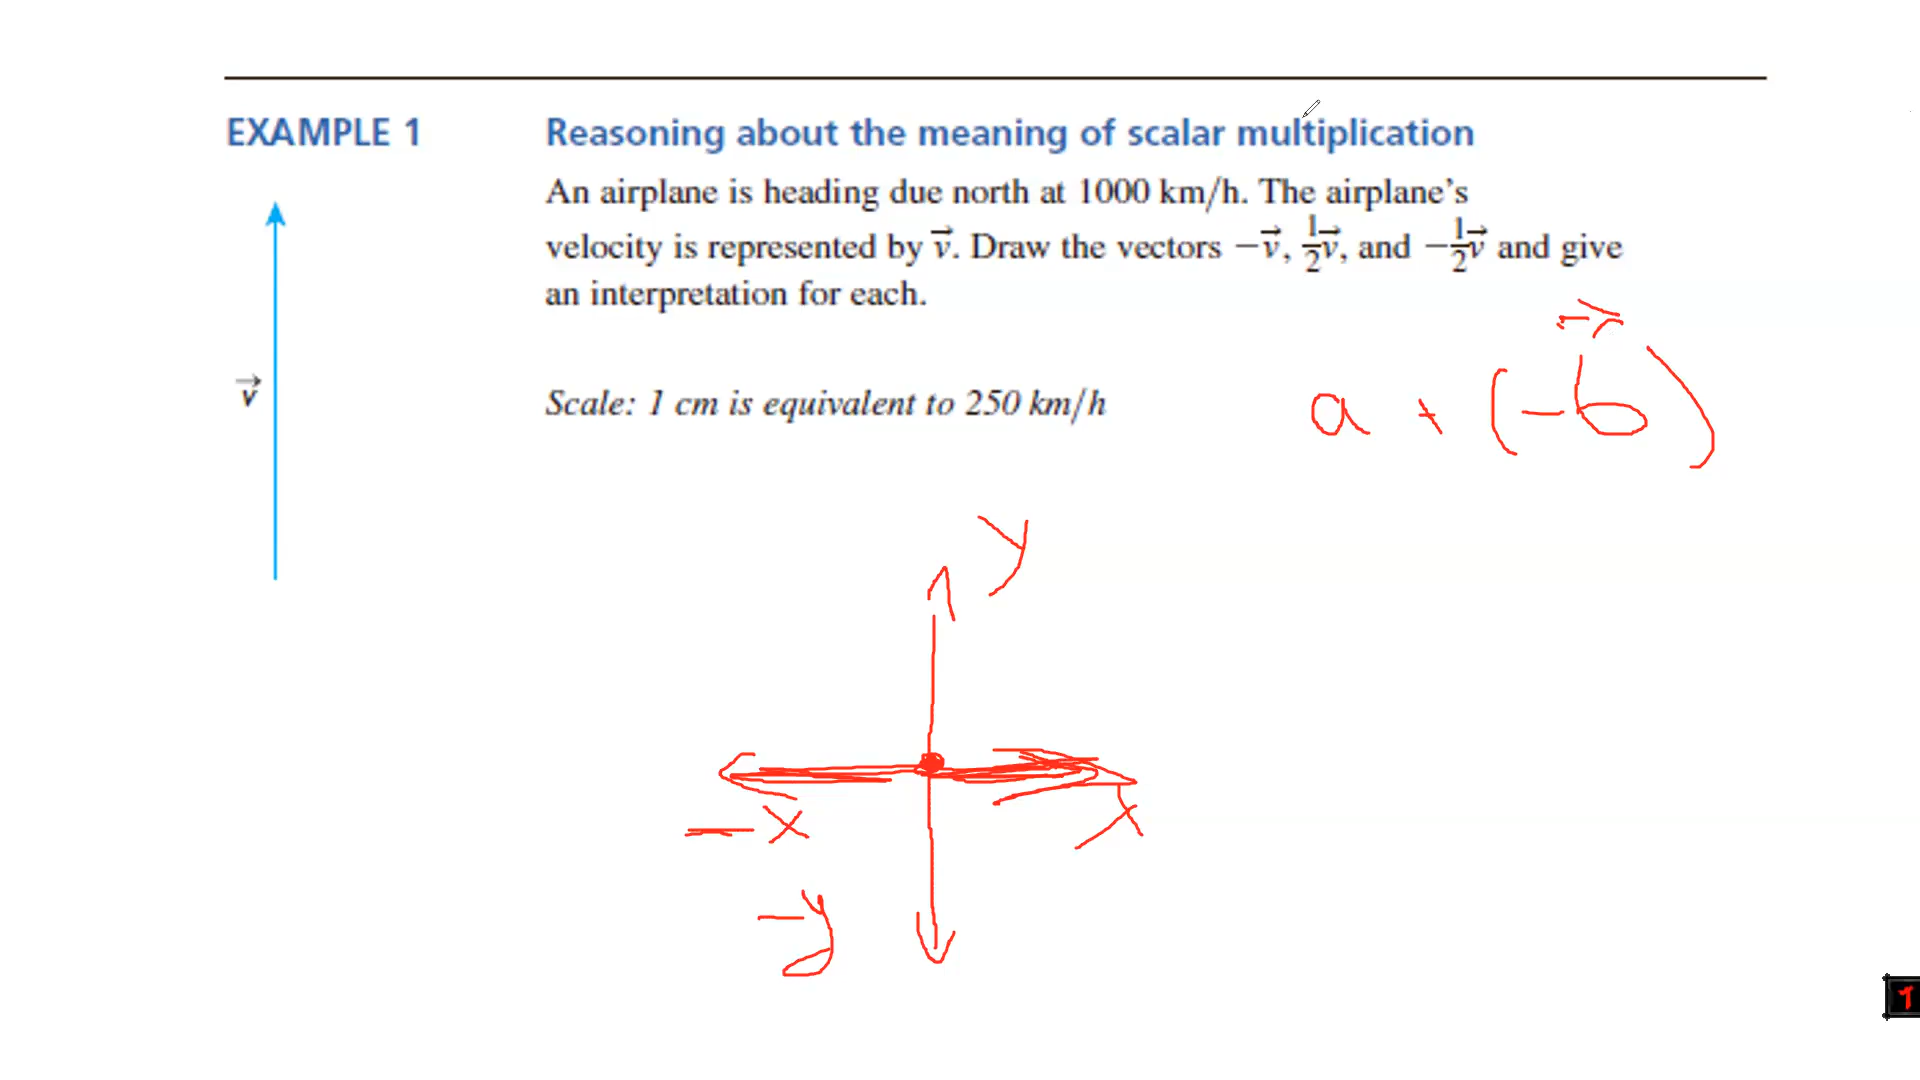 EXAMPLE 1
Reasoning about the meaning of scalar multiplication
An airplane is heading due north at 1000 km/h. The airplane's
velocity is represented by v⃗. Draw the vectors −v⃗, ½v⃗, and −½v⃗ and give
an interpretation for each.
v⃗
Scale: 1 cm is equivalent to 250 km/h
a + (−b⃗)
y
−x
x
−y
1